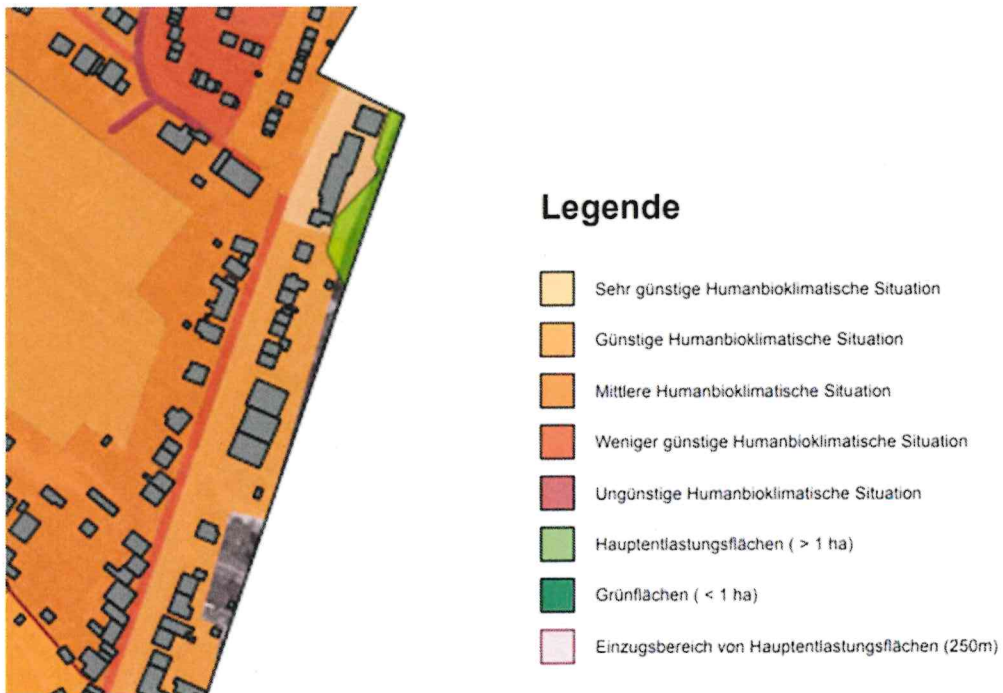 Legende
Sehr günstige Humanbioklimatische Situation
Günstige Humanbioklimatische Situation
Mittlere Humanbioklimatische Situation
Weniger günstige Humanbioklimatische Situation
Ungünstige Humanbioklimatische Situation
Hauptentlastungsflächen ( > 1 ha)
Grünflächen ( < 1 ha)
Einzugsbereich von Hauptentlastungsflächen (250m)